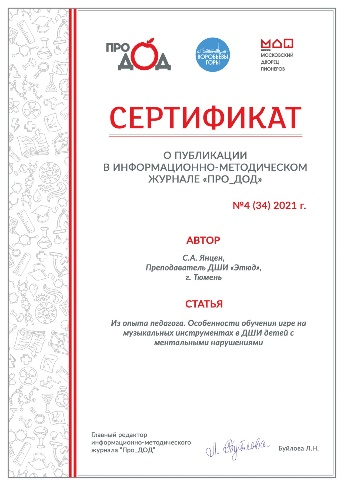 ПРО
ДОД
ВОРОБЬЕВЫ
ГОРЫ
МОСКОВСКИЙ
ДВОРЕЦ
ПИОНЕРОВ
СЕРТИФИКАТ
О ПУБЛИКАЦИИ
В ИНФОРМАЦИОННО-МЕТОДИЧЕСКОМ
ЖУРНАЛЕ «ПРО_ДОД»
№4 (34) 2021 г.
АВТОР
С.А. Янцен,
Преподаватель ДШИ «Этюд»,
г. Тюмень
СТАТЬЯ
Из опыта педагога. Особенности обучения игре на
музыкальных инструментах в ДШИ детей с
ментальными нарушениями
Главный редактор
информационно-методического
журнала "Про_ДОД"
Буйлова Л.Н.